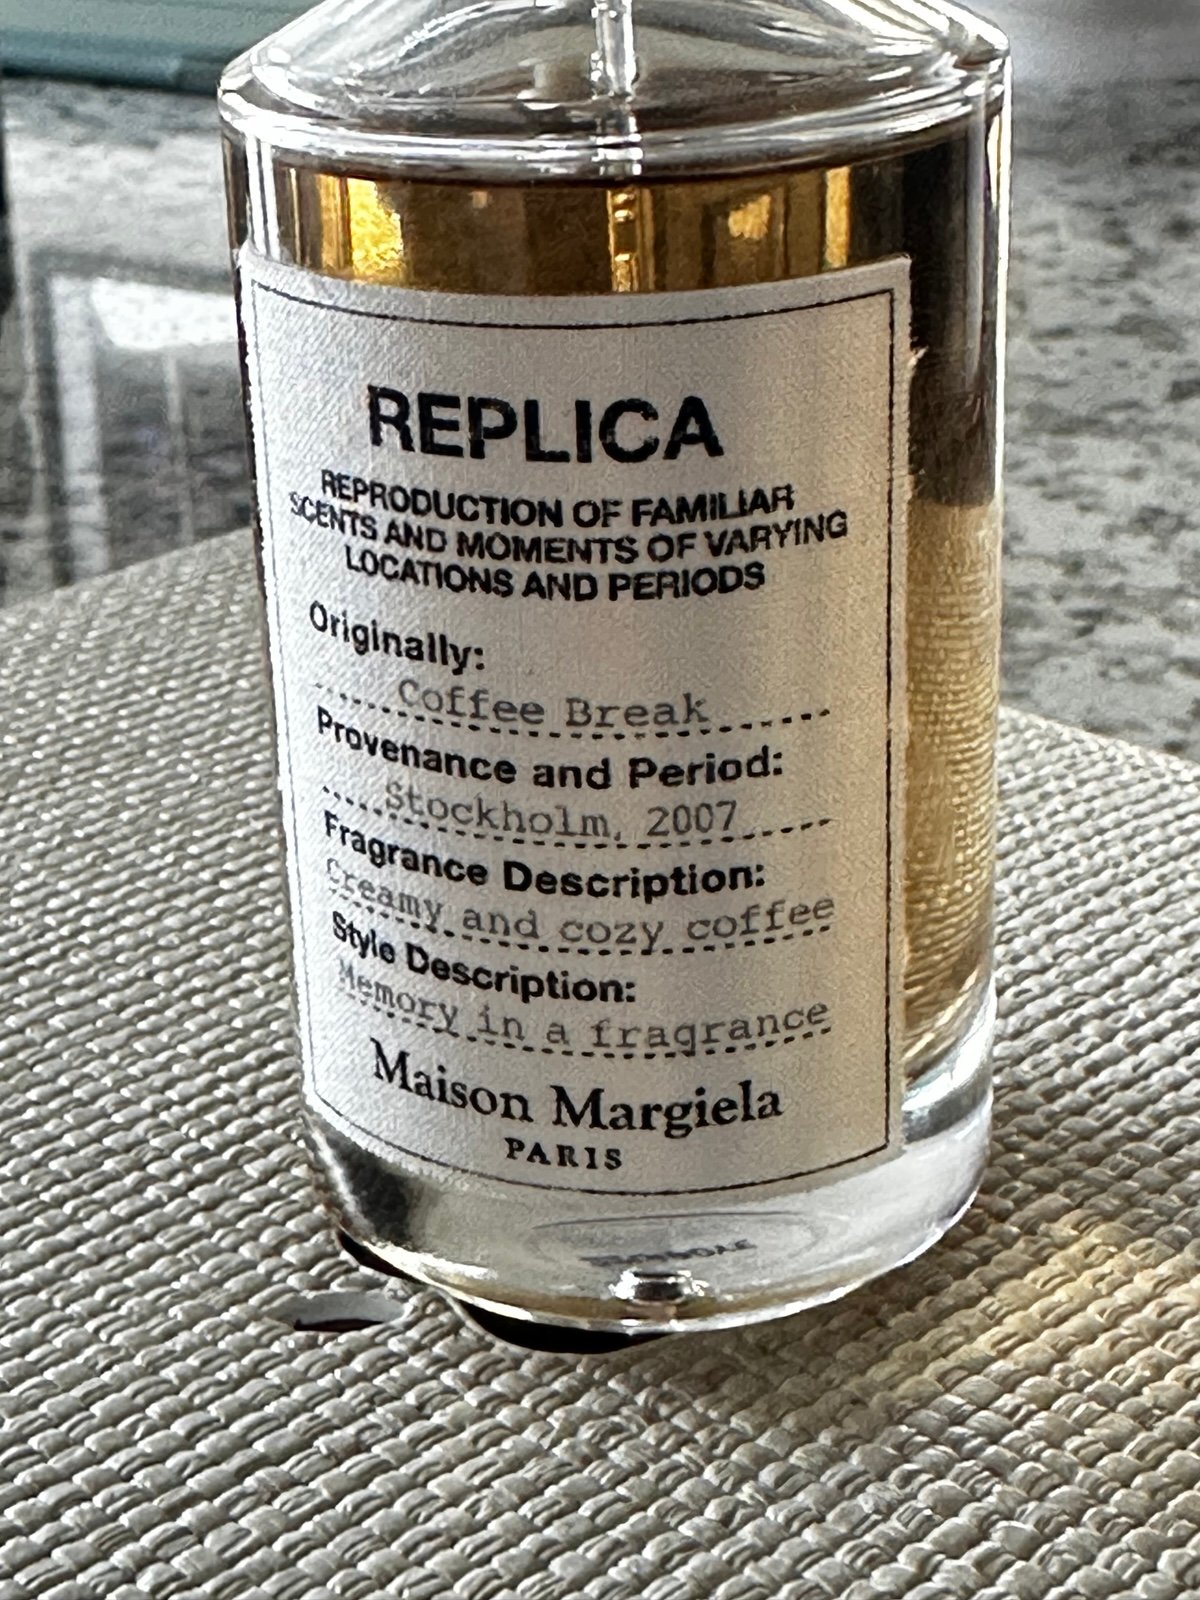 REPLICA
REPRODUCTION OF FAMILIAR
SCENTS AND MOMENTS OF VARYING
LOCATIONS AND PERIODS
Originally:
Coffee Break
Provenance and Period:
Stockholm, 2007
Fragrance Description:
Creamy and cozy coffee
Style Description:
Memory in a fragrance
Maison Margiela
PARIS